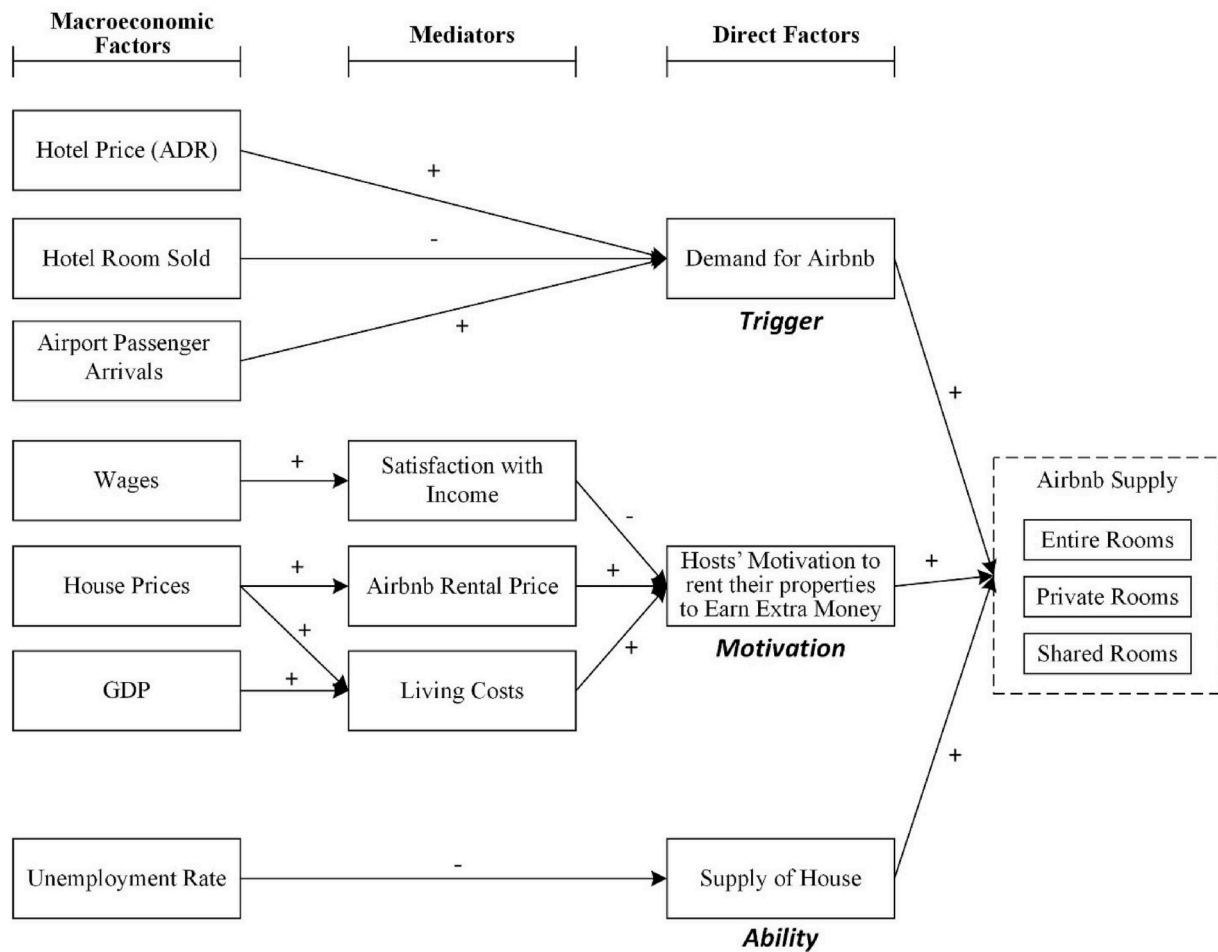 Macroeconomic
Factors
Mediators
Direct Factors
Hotel Price (ADR)
+
Hotel Room Sold
-
Demand for Airbnb
Trigger
Airport Passenger
Arrivals
+
+
Wages
+
Satisfaction with
Income
-
Airbnb Supply
Entire Rooms
Private Rooms
Shared Rooms
House Prices
+
+
Airbnb Rental Price
+
Hosts’ Motivation to
rent their properties
to Earn Extra Money
+
Motivation
GDP
+
Living Costs
+
Unemployment Rate
-
Supply of House
+
Ability